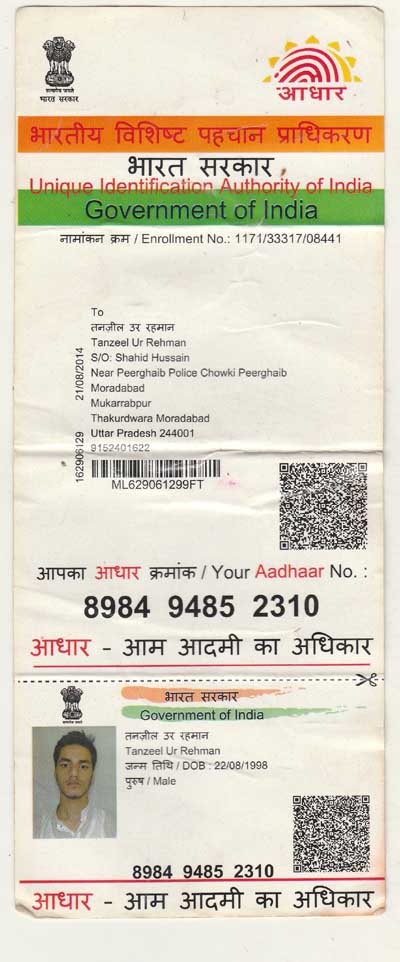 सत्यमेव जयते
भारत सरकार
आधार
भारतीय विशिष्ट पहचान प्राधिकरण
भारत सरकार
Unique Identification Authority of India
Government of India
नामांकन क्रम / Enrollment No.: 1171/33317/08441
To
तनज़ील उर रहमान
Tanzeel Ur Rehman
S/O: Shahid Hussain
Near Peerghaib Police Chowki Peerghaib
Moradabad
Mukarrabpur
Thakurdwara Moradabad
Uttar Pradesh 244001
9152401622
21/08/2014
162906129
ML629061299FT
आपका आधार क्रमांक / Your Aadhaar No. :
8984 9485 2310
आधार - आम आदमी का अधिकार
भारत सरकार
Government of India
तनज़ील उर रहमान
Tanzeel Ur Rehman
जन्म तिथि / DOB : 22/08/1998
पुरुष / Male
8984 9485 2310
आधार - आम आदमी का अधिकार